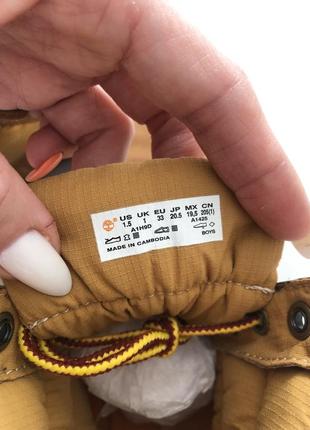 US UK EU JP MX CN
1.5 1 33 20.5 19.5 205(1)
A1H9D A1425
BOYS
MADE IN CAMBODIA